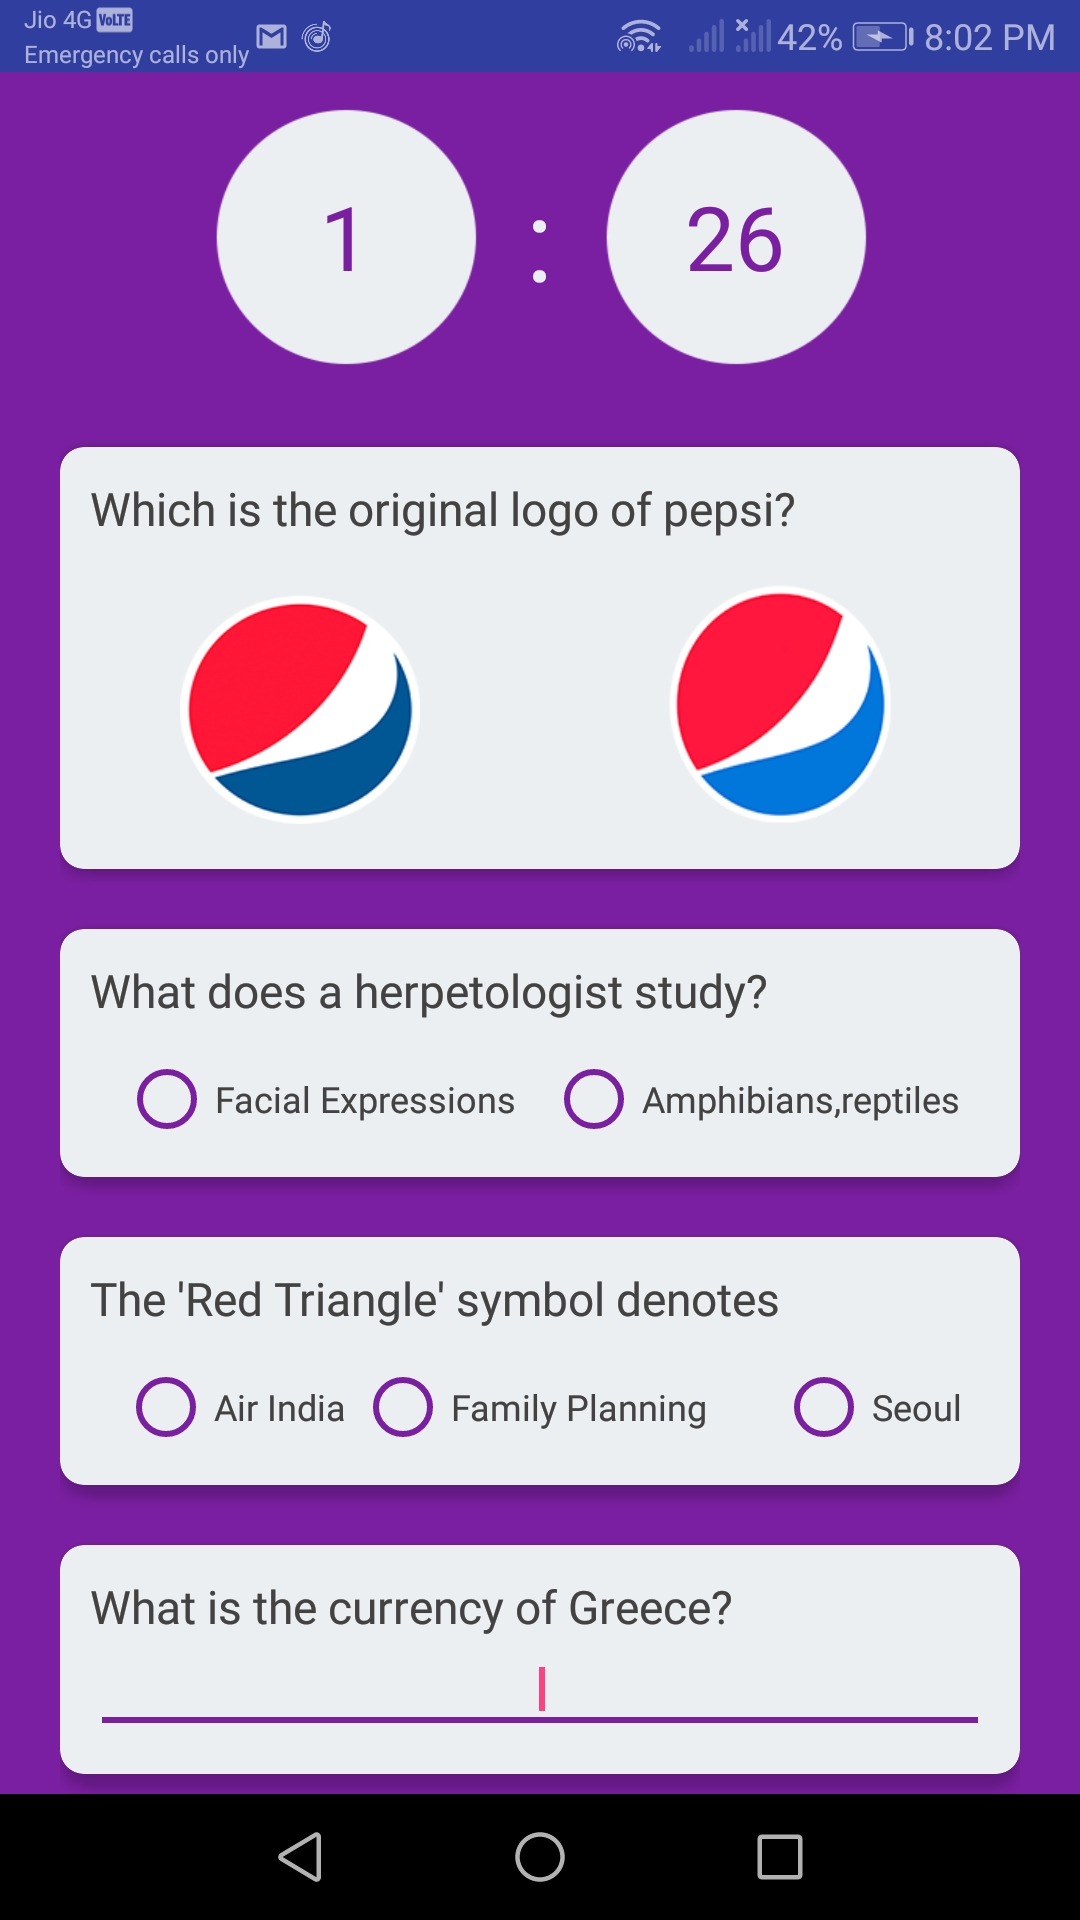 Jio 4G VoLTE
Emergency calls only
42% 8:02 PM
1 : 26
Which is the original logo of pepsi?
What does a herpetologist study?
Facial Expressions Amphibians,reptiles
The 'Red Triangle' symbol denotes
Air India Family Planning Seoul
What is the currency of Greece?